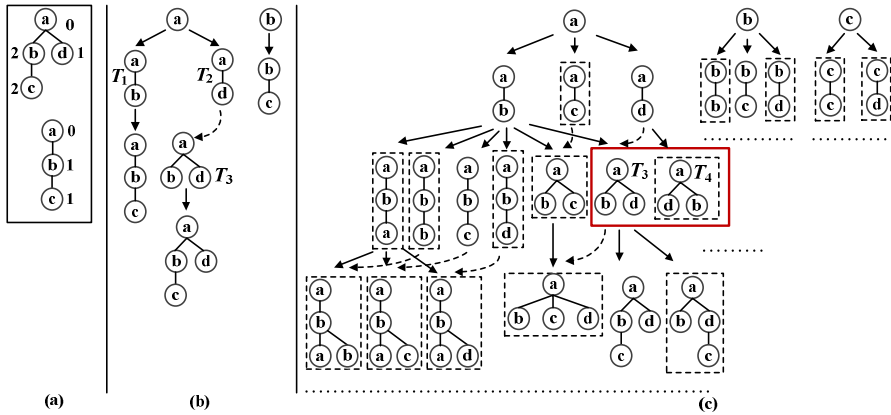 a 0
2 b d 1
2 c
a 0
b 1
c 1
(a)
a b
a a b
T1 T2
b d c
a a
b b d T3
c a
b d
c
(b)
a b c
a a a b b b c c
b c d b c d c d
a a a a a a T3 a T4
b b b b b c b d d b
a b c d
a a a a a a
b b b b c d b d b d
a b a c a d c c
(c)